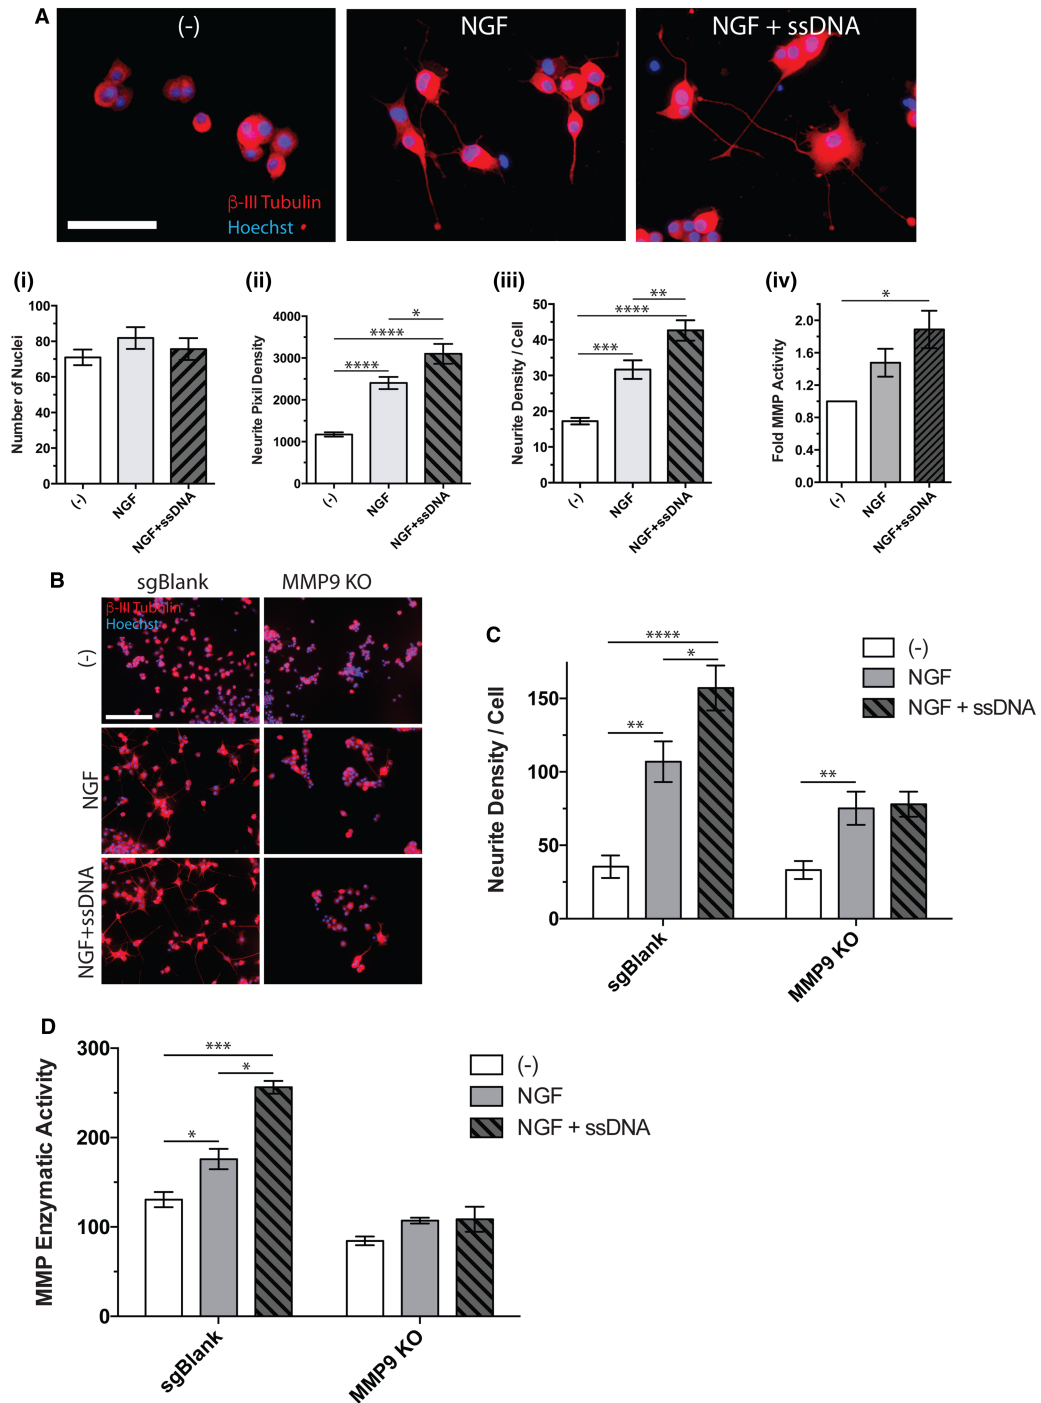 A
(-)
NGF
NGF + ssDNA
β-III Tubulin
Hoechst
(i)
(ii)
(iii)
(iv)
Number of Nuclei
100
80
60
40
20
0
(-)
NGF
NGF+ssDNA
Neurite Pixil Density
4000
3000
2000
1000
0
****
****
*
(-)
NGF
NGF+ssDNA
Neurite Density / Cell
50
40
30
20
10
0
**
****
***
(-)
NGF
NGF+ssDNA
Fold MMP Activity
2.0
1.6
1.2
0.8
0.4
0.0
*
(-)
NGF
NGF+ssDNA
B
sgBlank
MMP9 KO
β-III Tubulin
Hoechst
(-)
NGF
NGF+ssDNA
C
(-)
NGF
NGF + ssDNA
Neurite Density / Cell
150
100
50
0
****
*
**
**
sgBlank
MMP9 KO
D
(-)
NGF
NGF + ssDNA
MMP Enzymatic Activity
300
200
100
0
***
*
*
sgBlank
MMP9 KO